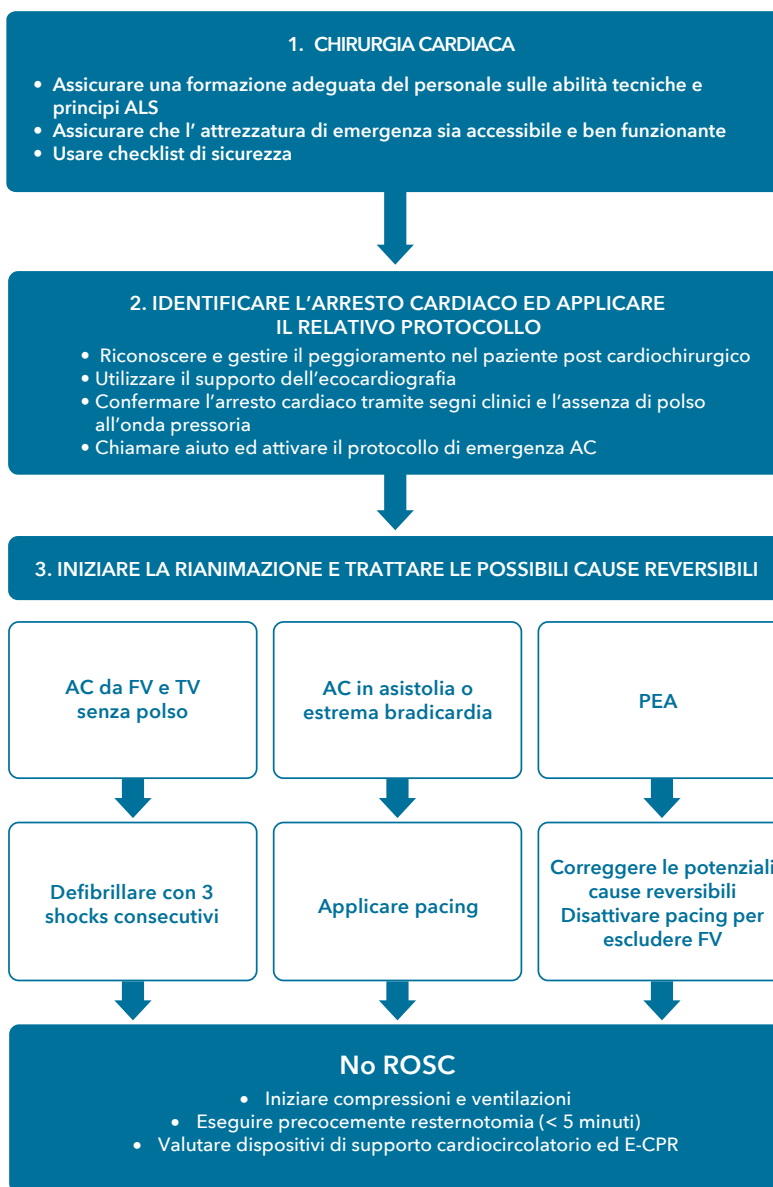 1. CHIRURGIA CARDIACA
• Assicurare una formazione adeguata del personale sulle abilità tecniche e
principi ALS
• Assicurare che l’ attrezzatura di emergenza sia accessibile e ben funzionante
• Usare checklist di sicurezza
2. IDENTIFICARE L’ARRESTO CARDIACO ED APPLICARE
IL RELATIVO PROTOCOLLO
• Riconoscere e gestire il peggioramento nel paziente post cardiochirurgico
• Utilizzare il supporto dell’ecocardiografia
• Confermare l’arresto cardiaco tramite segni clinici e l’assenza di polso
all’onda pressoria
• Chiamare aiuto ed attivare il protocollo di emergenza AC
3. INIZIARE LA RIANIMAZIONE E TRATTARE LE POSSIBILI CAUSE REVERSIBILI
AC da FV e TV
senza polso
AC in asistolia o
estrema bradicardia
PEA
Defibrillare con 3
shocks consecutivi
Applicare pacing
Correggere le potenziali
cause reversibili
Disattivare pacing per
escludere FV
No ROSC
• Iniziare compressioni e ventilazioni
• Eseguire precocemente resternotomia (< 5 minuti)
• Valutare dispositivi di supporto cardiocircolatorio ed E-CPR